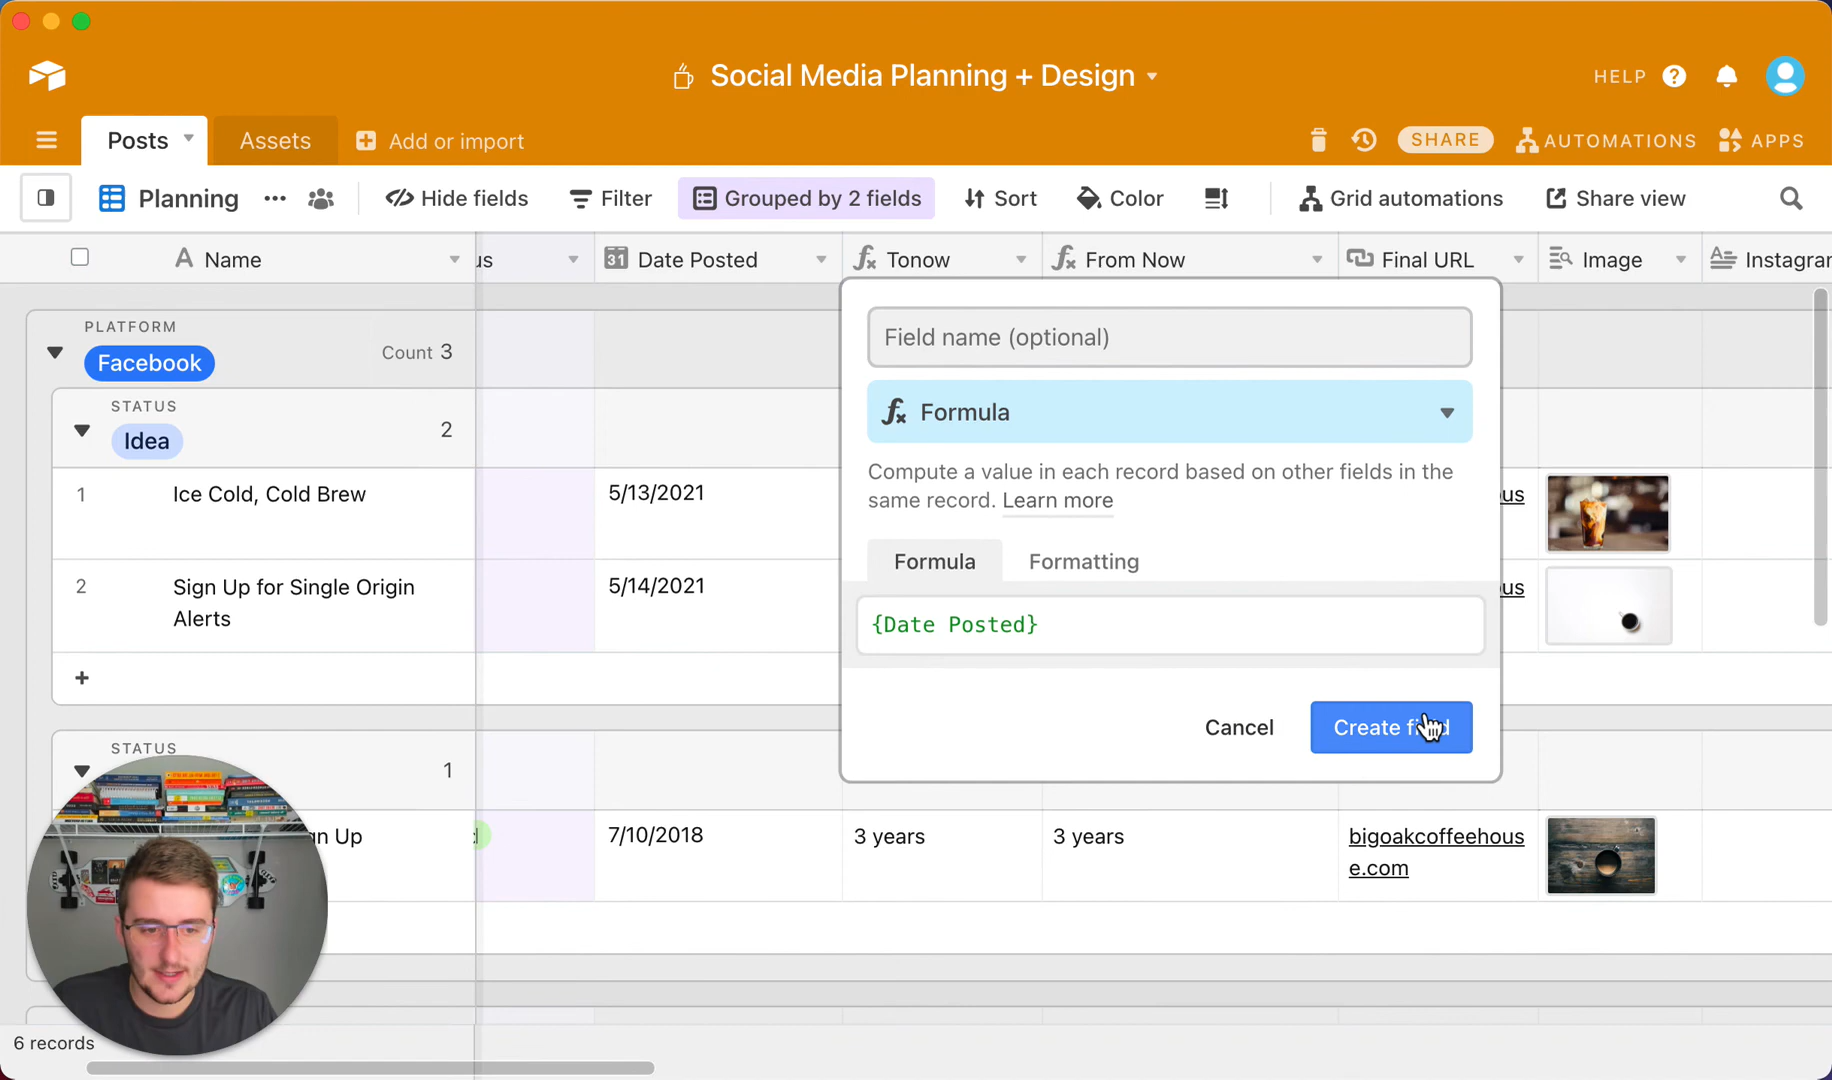 Social Media Planning + Design
HELP
Posts
Assets
Add or import
SHARE
AUTOMATIONS
APPS
Planning
Hide fields
Filter
Grouped by 2 fields
Sort
Color
Grid automations
Share view
Name
us
31
Date Posted
Tonow
From Now
Final URL
Image
Instagram
PLATFORM
Facebook
Count 3
STATUS
Idea
2
1
Ice Cold, Cold Brew
5/13/2021
ous
2
Sign Up for Single Origin
Alerts
5/14/2021
ous
Field name (optional)
Formula
Compute a value in each record based on other fields in the
same record. Learn more
Formula
Formatting
{Date Posted}
Cancel
Create
STATUS
1
Up
7/10/2018
3 years
3 years
bigoakcoffeehous
e.com
6 records